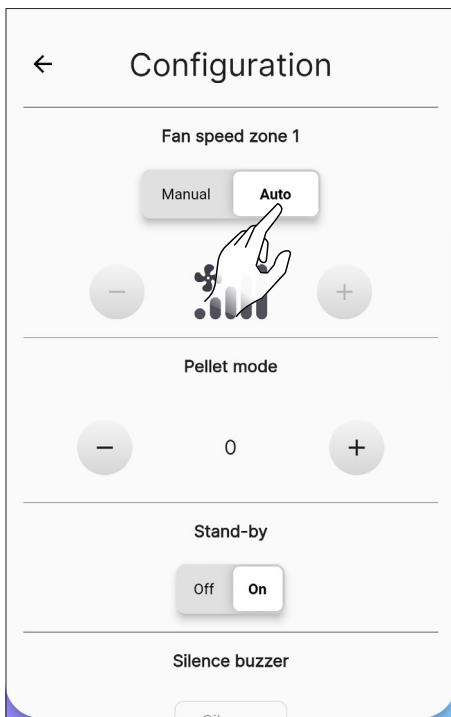 Configuration
Fan speed zone 1
Manual Auto
Pellet mode
0
Stand-by
Off On
Silence buzzer